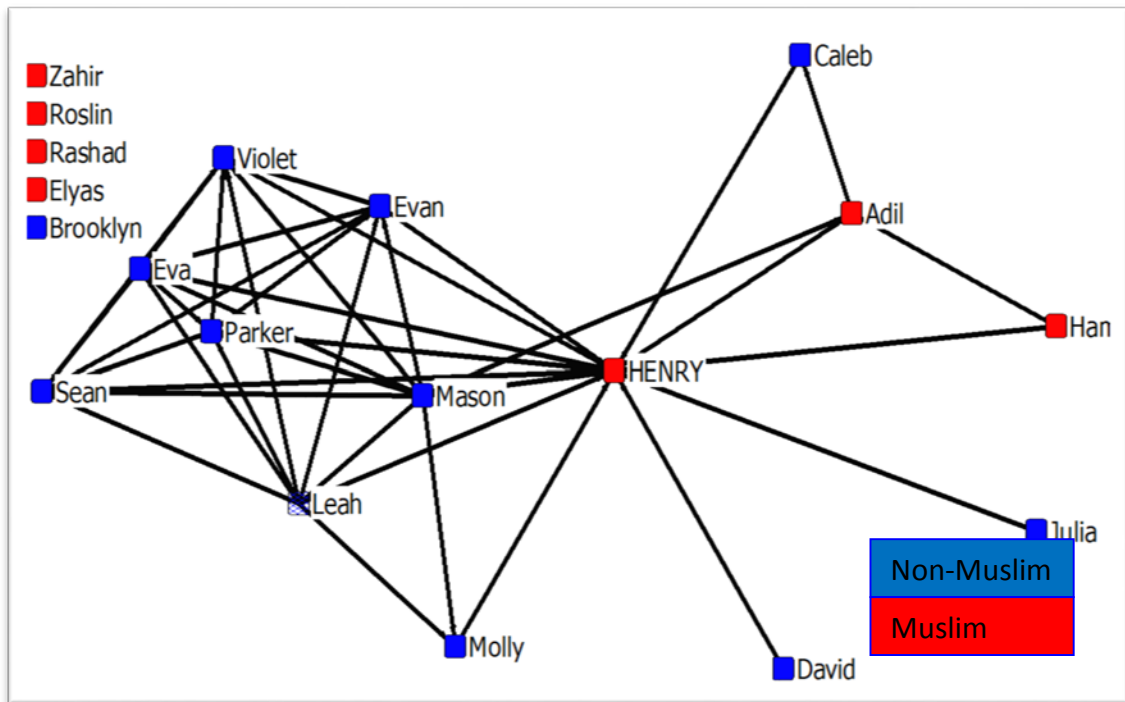 Zahir
Roslin
Rashad
Elyas
Brooklyn
Caleb
Violet
Evan
Adil
Eva
Parker
Han
HENRY
Sean
Mason
Leah
Julia
Non-Muslim
Muslim
Molly
David